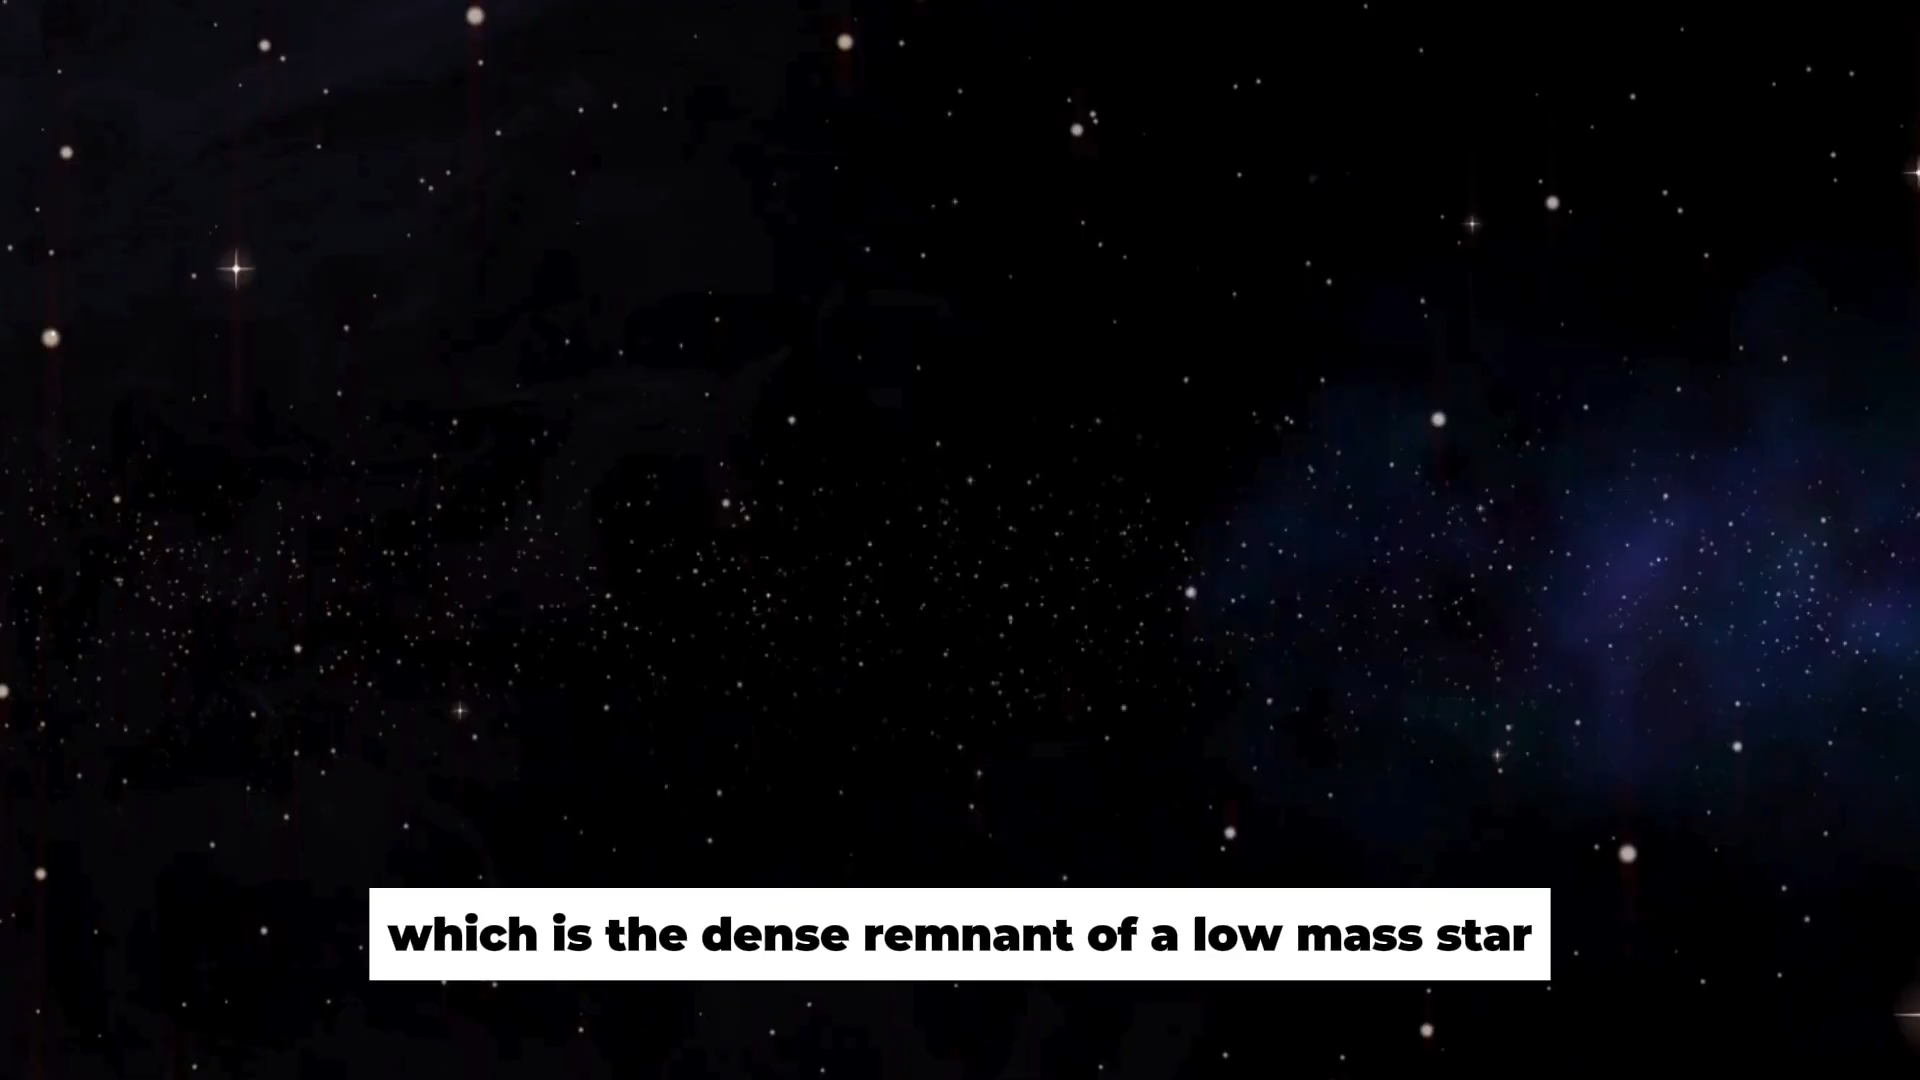 which is the dense remnant of a low mass star